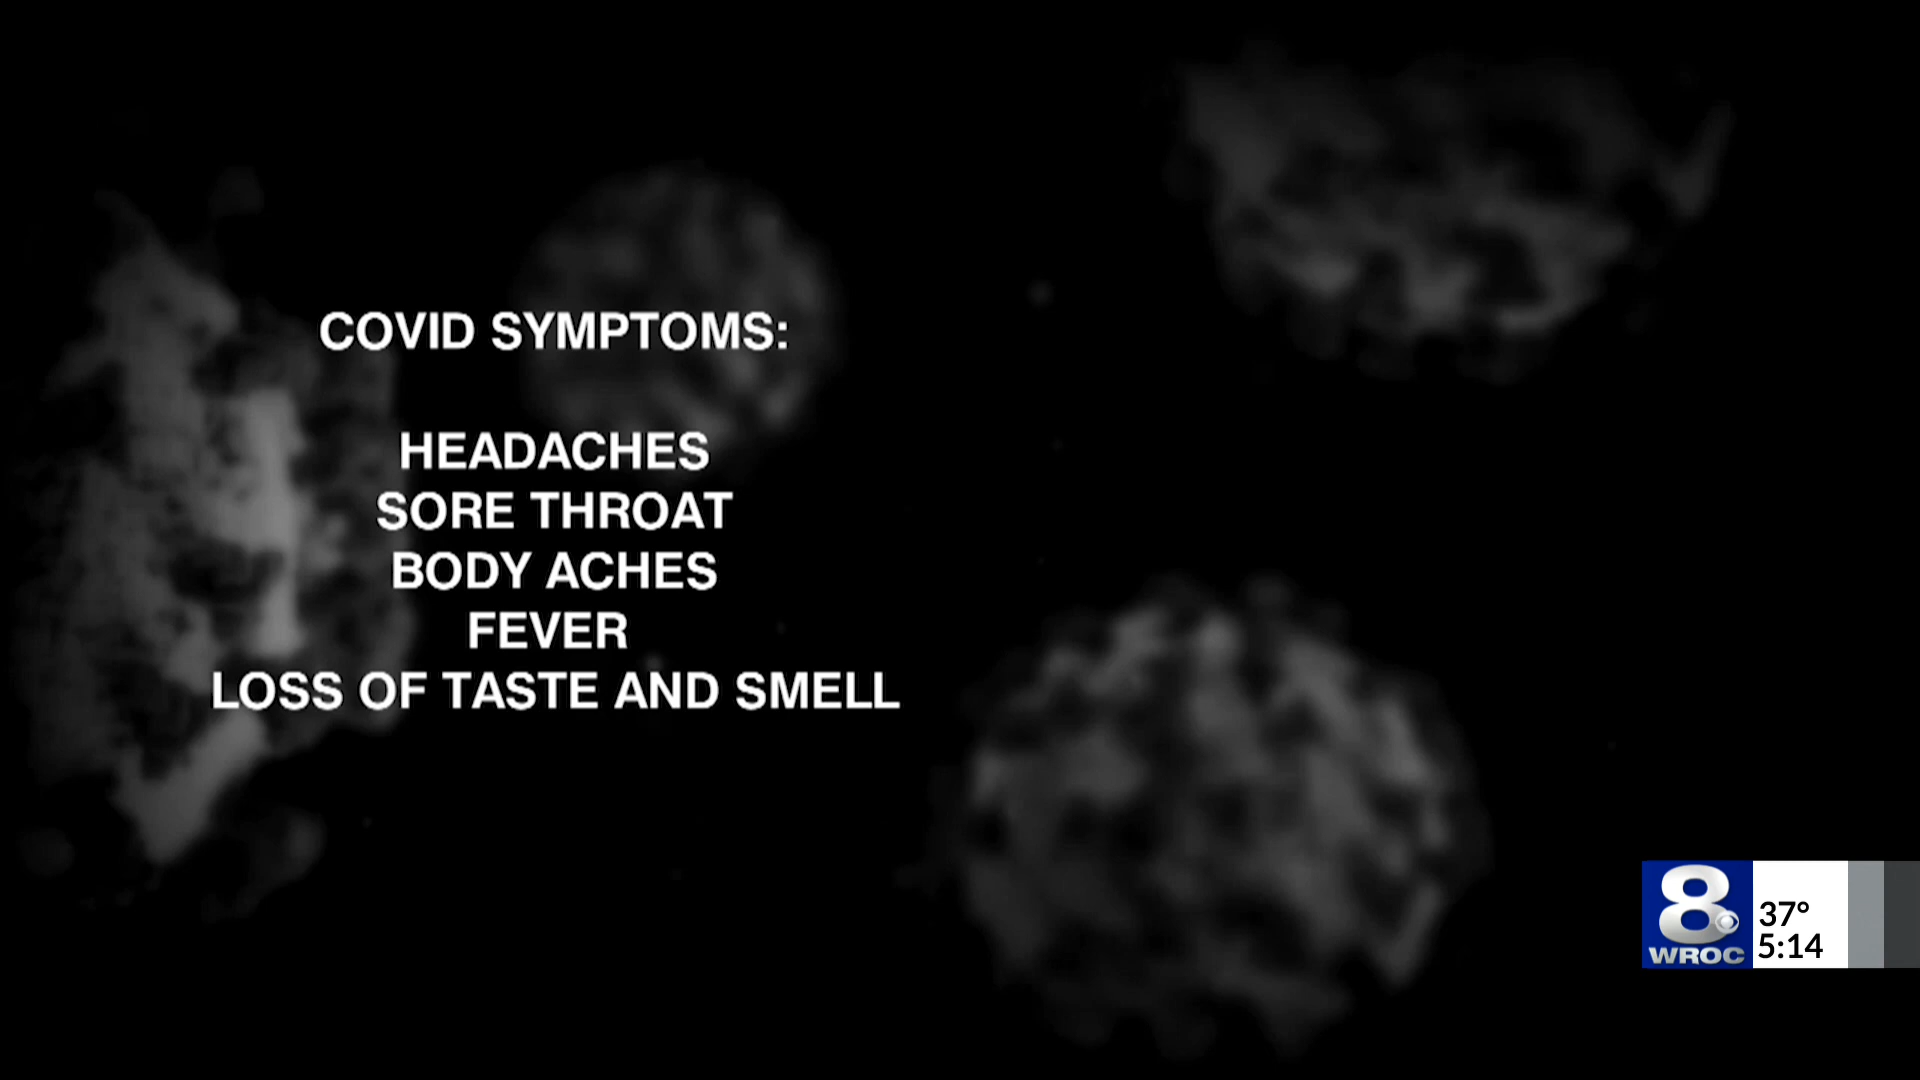 COVID SYMPTOMS:
HEADACHES
SORE THROAT
BODY ACHES
FEVER
LOSS OF TASTE AND SMELL
8
WROC
37°
5:14